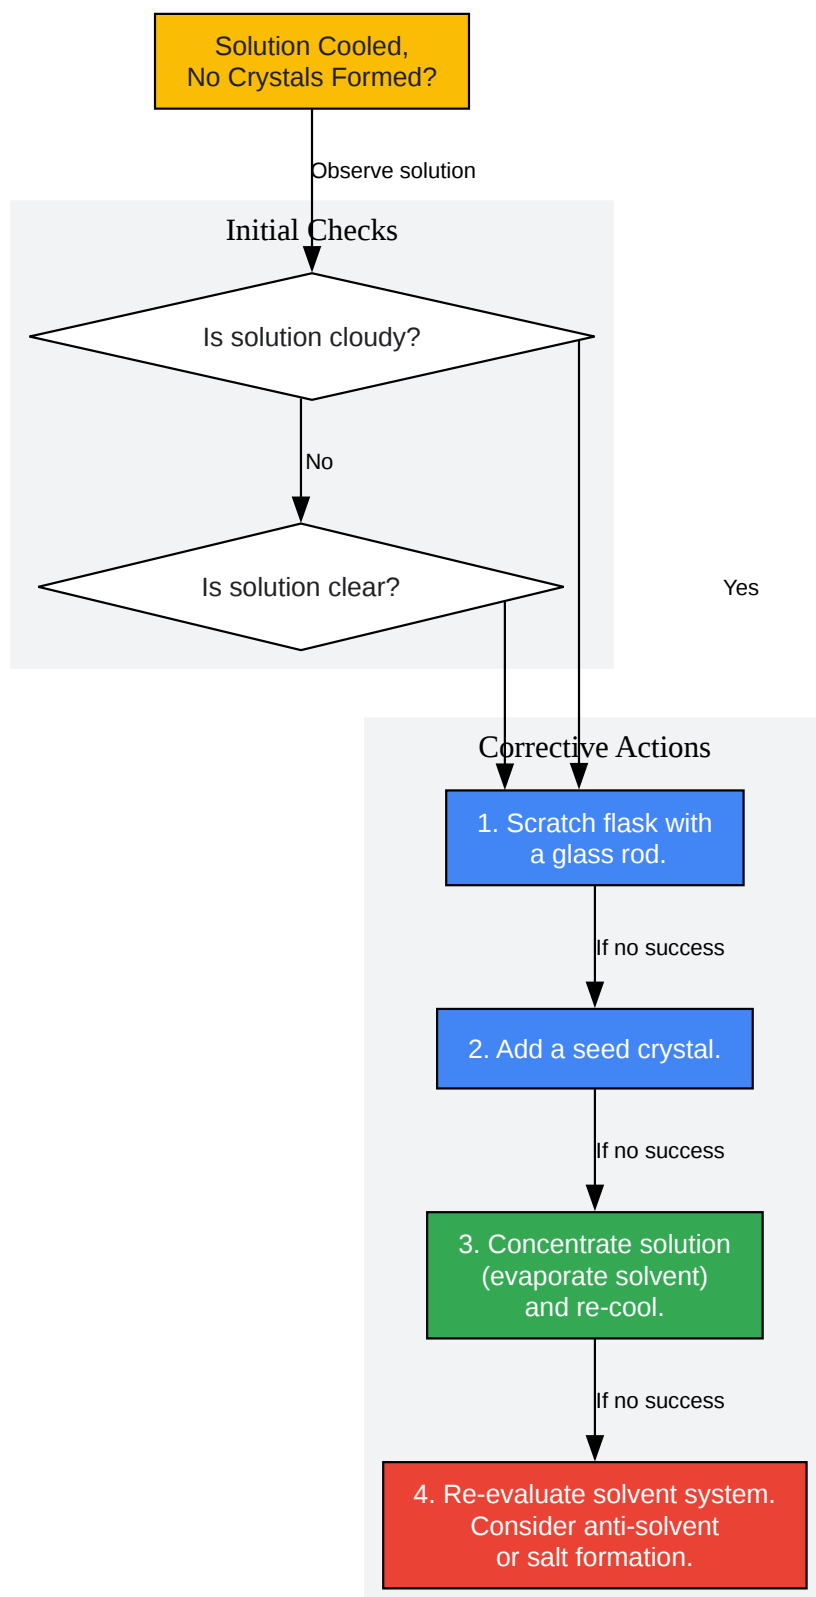 Solution Cooled,
No Crystals Formed?
Observe solution
Initial Checks
Is solution cloudy?
No
Is solution clear?
Yes
Corrective Actions
1. Scratch flask with
a glass rod.
If no success
2. Add a seed crystal.
If no success
3. Concentrate solution
(evaporate solvent)
and re-cool.
If no success
4. Re-evaluate solvent system.
Consider anti-solvent
or salt formation.